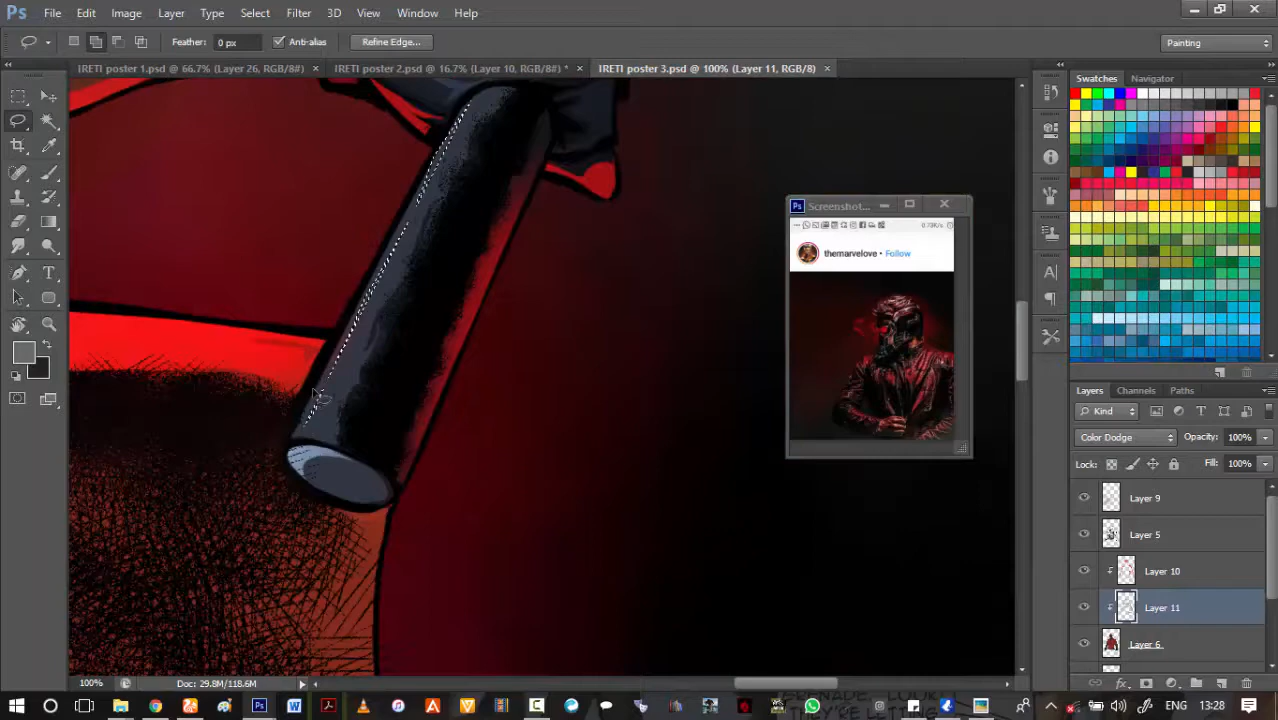 Ps File Edit Image Layer Type Select Filter 3D View Window Help
Feather: 0 px Anti-alias Refine Edge... Painting
IRETI poster 1.psd @ 66.7% (Layer 26, RGB/8#) × IRETI poster 2.psd @ 16.7% (Layer 10, RGB/8#) * × IRETI poster 3.psd @ 100% (Layer 11, RGB/8) ×
Swatches Navigator
Ps Screenshot...
themarvelove • Follow
Layers Channels Paths
Kind
Color Dodge Opacity: 100%
Lock: Fill: 100%
Layer 9
Layer 5
Layer 10
Layer 11
Layer 6
100% Doc: 29.8M/118.6M
ENG 13:28